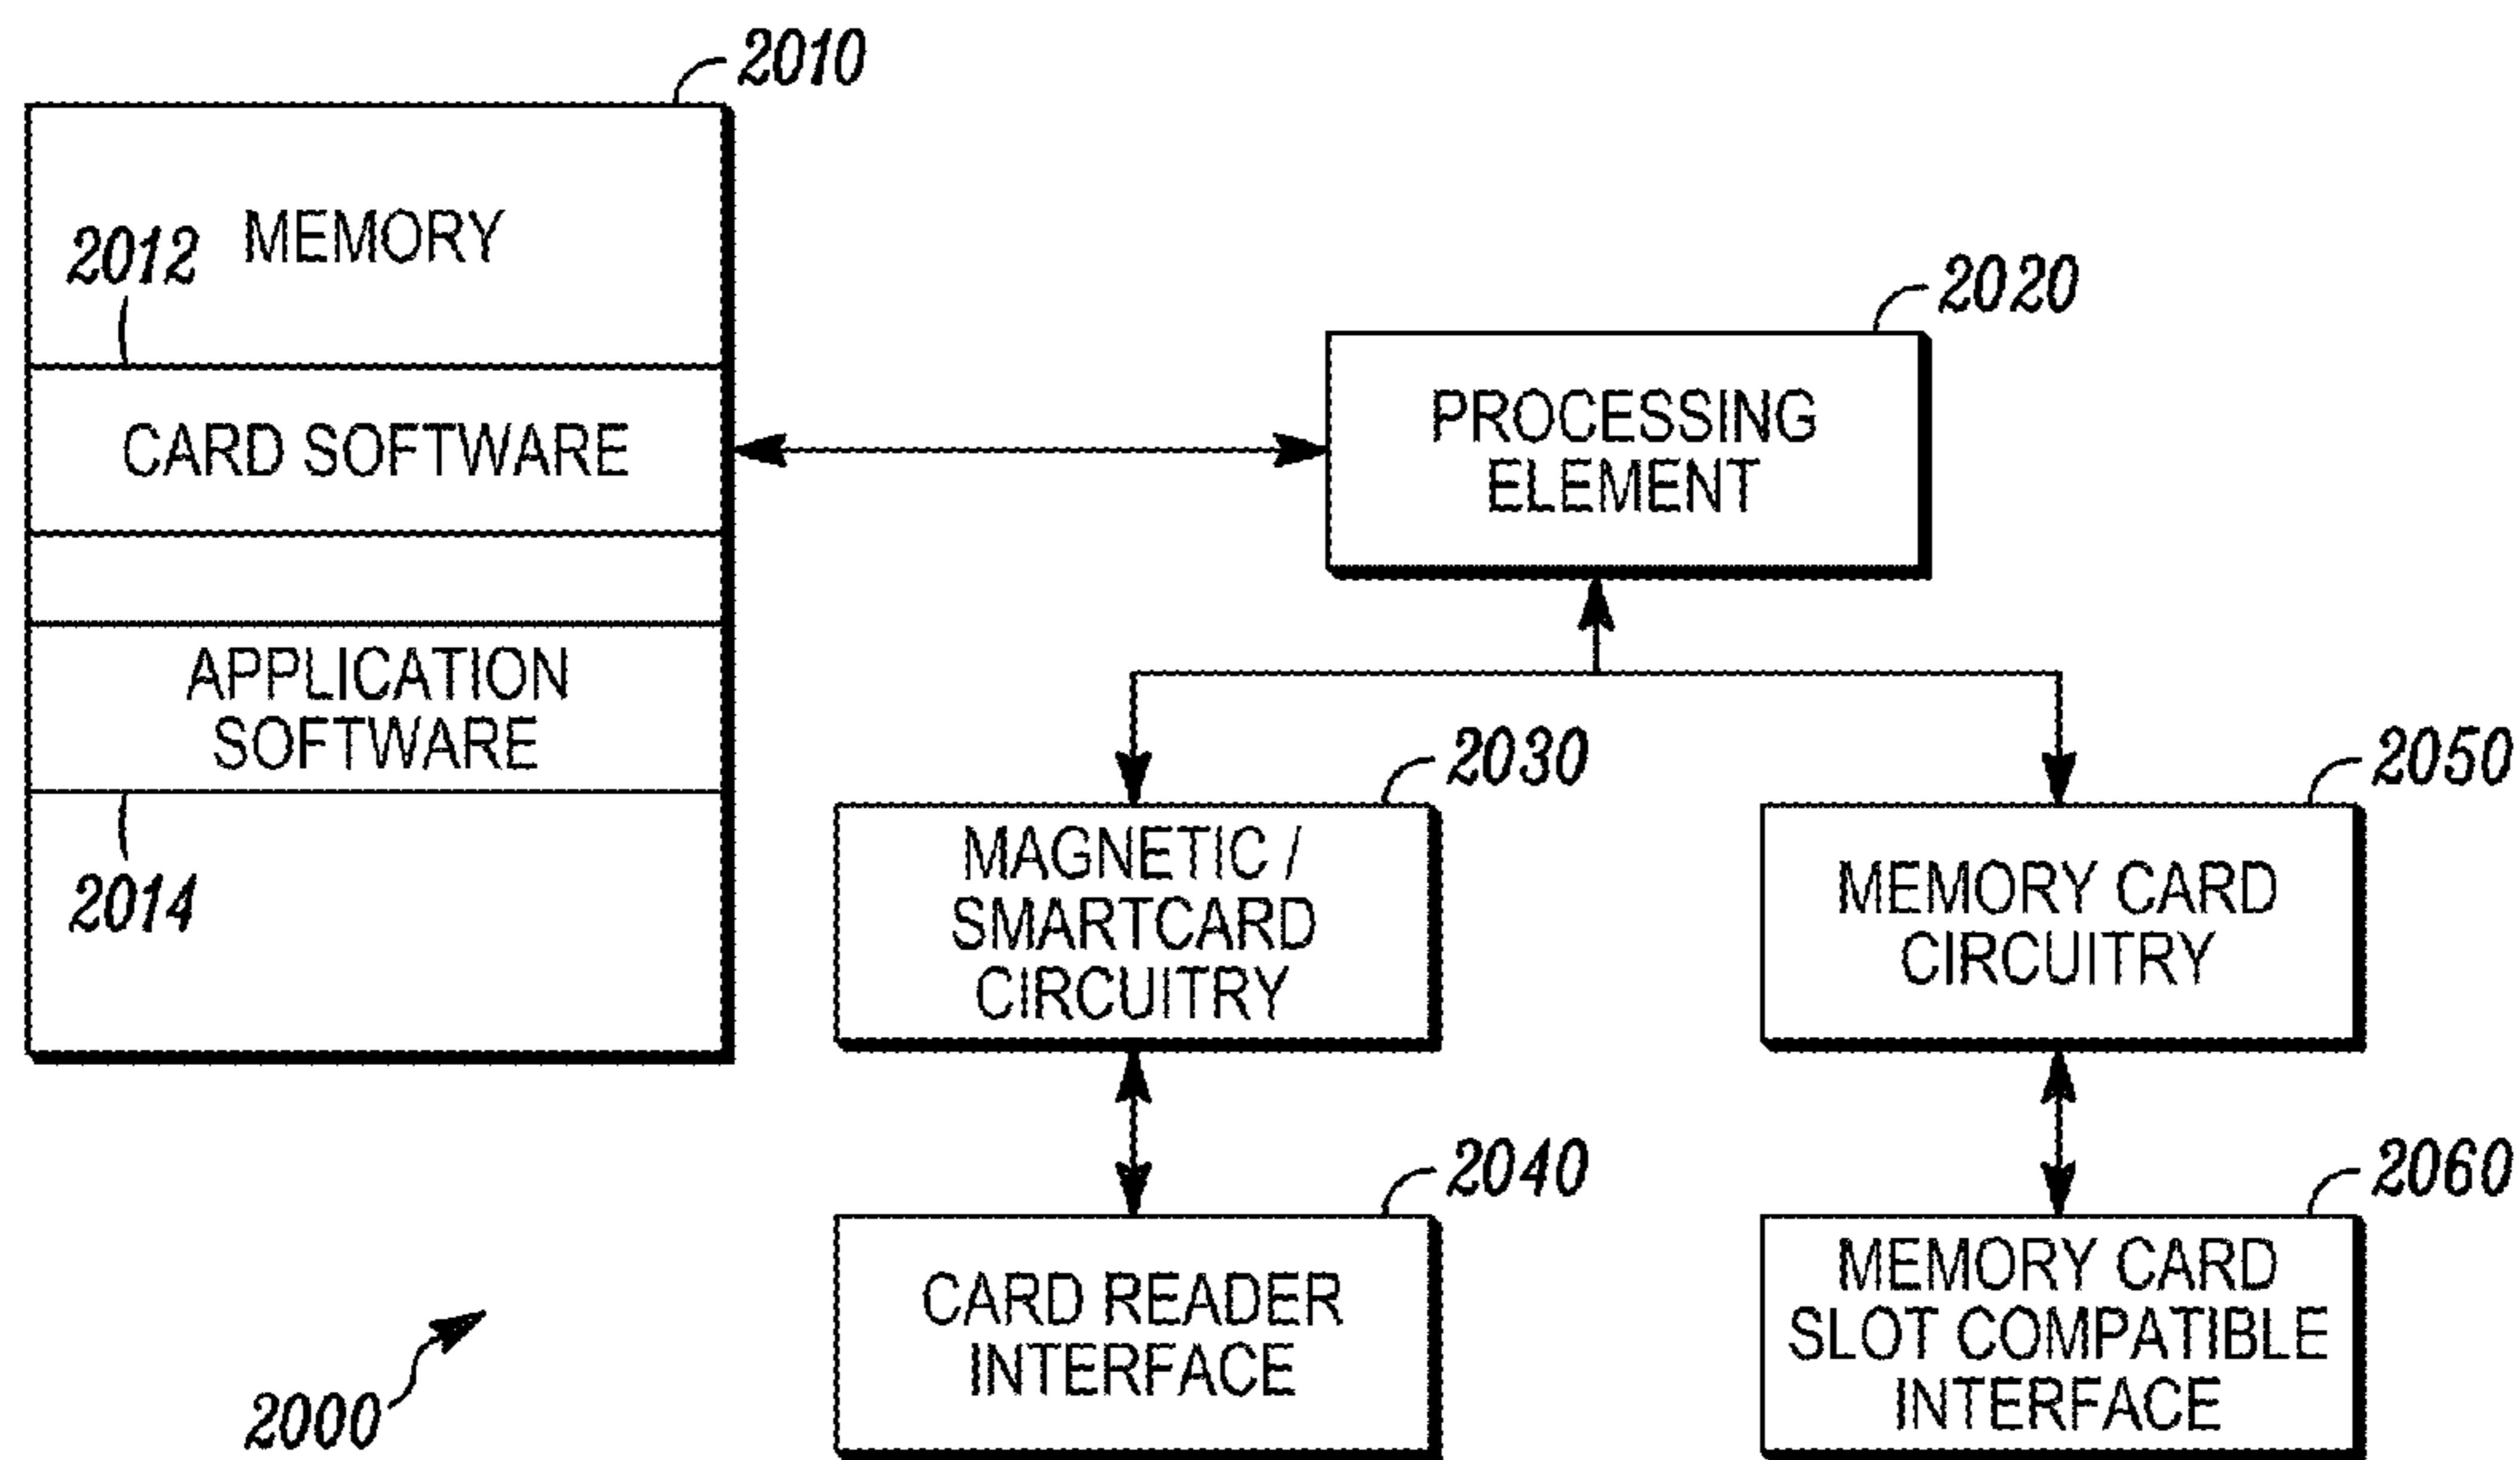 2010
MEMORY
2012
CARD SOFTWARE
APPLICATION
SOFTWARE
2014
2020
PROCESSING
ELEMENT
2030
MAGNETIC /
SMARTCARD
CIRCUITRY
2050
MEMORY CARD
CIRCUITRY
2040
CARD READER
INTERFACE
2060
MEMORY CARD
SLOT COMPATIBLE
INTERFACE
2000